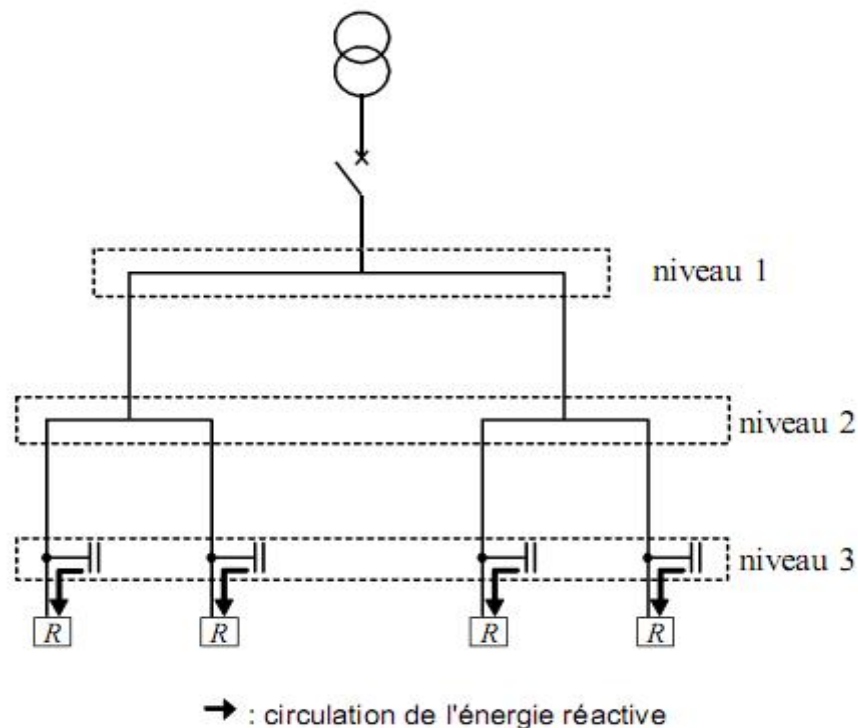 niveau 1
niveau 2
niveau 3
R
R
R
R
: circulation de l'énergie réactive